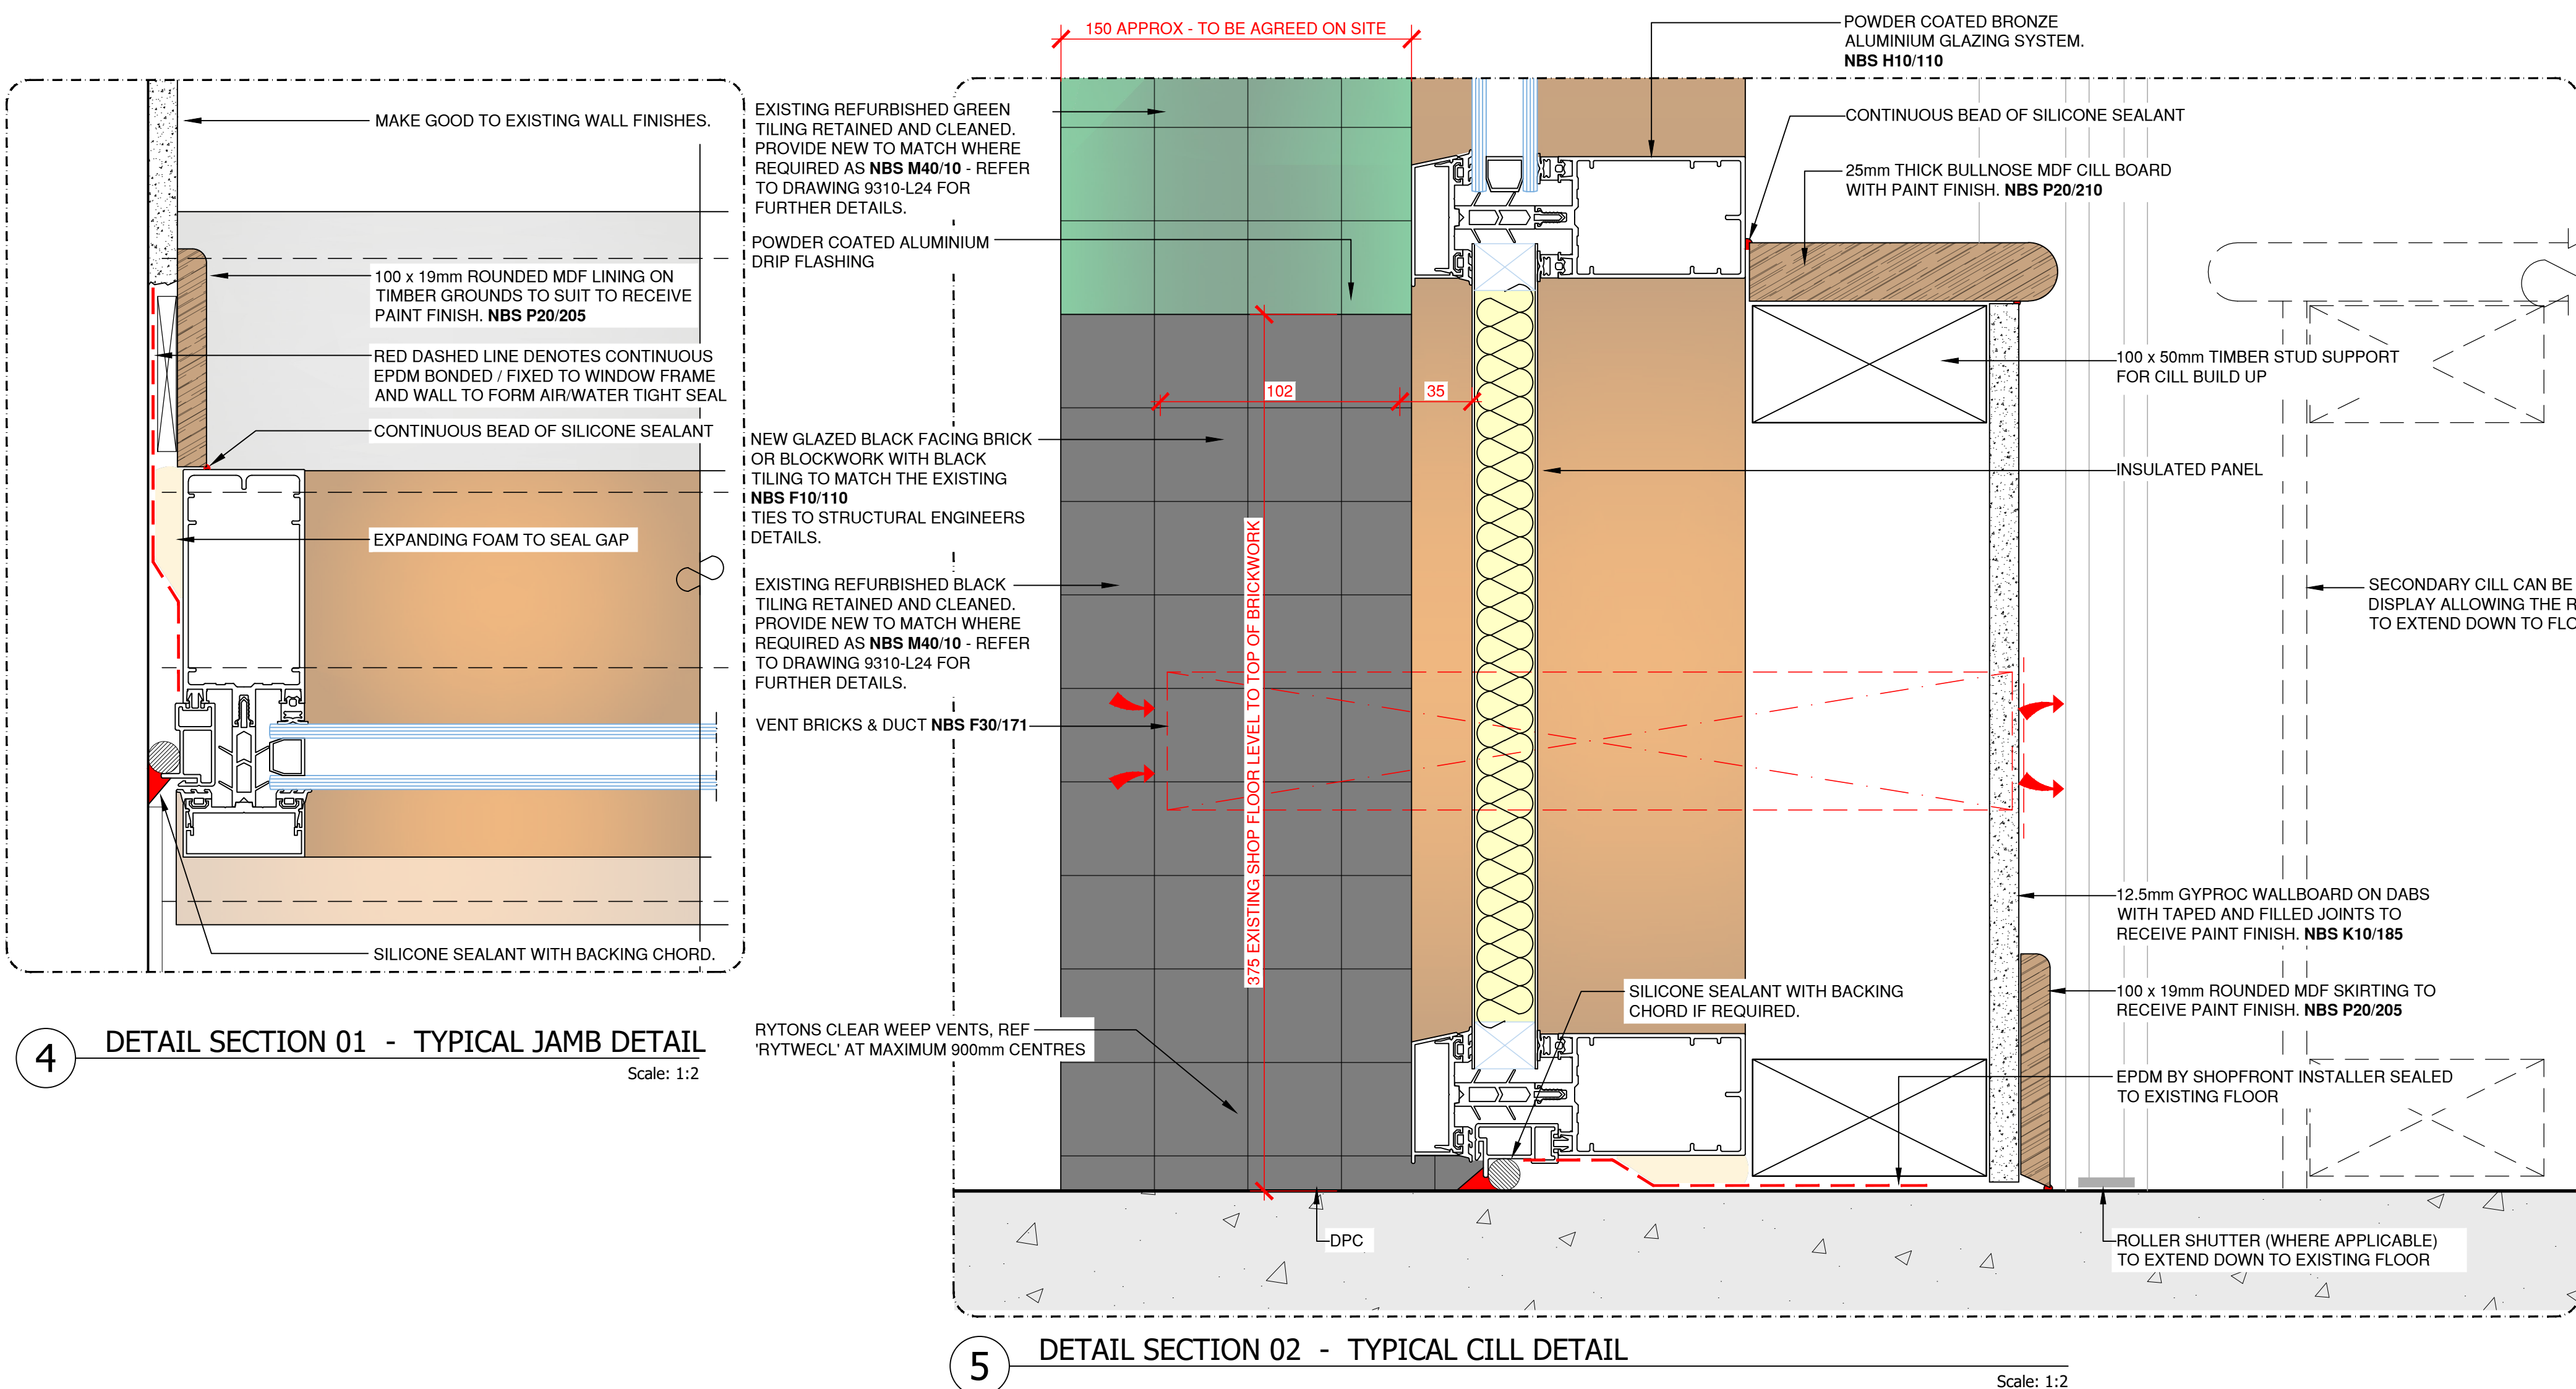 MAKE GOOD TO EXISTING WALL FINISHES.
100 x 19mm ROUNDED MDF LINING ON
TIMBER GROUNDS TO SUIT TO RECEIVE
PAINT FINISH. NBS P20/205
RED DASHED LINE DENOTES CONTINUOUS
EPDM BONDED / FIXED TO WINDOW FRAME
AND WALL TO FORM AIR/WATER TIGHT SEAL
CONTINUOUS BEAD OF SILICONE SEALANT
EXPANDING FOAM TO SEAL GAP
SILICONE SEALANT WITH BACKING CHORD.
4
DETAIL SECTION 01 - TYPICAL JAMB DETAIL
Scale: 1:2
150 APPROX - TO BE AGREED ON SITE
EXISTING REFURBISHED GREEN
TILING RETAINED AND CLEANED.
PROVIDE NEW TO MATCH WHERE
REQUIRED AS NBS M40/10 - REFER
TO DRAWING 9310-L24 FOR
FURTHER DETAILS.
POWDER COATED ALUMINIUM
DRIP FLASHING
102
35
NEW GLAZED BLACK FACING BRICK
OR BLOCKWORK WITH BLACK
TILING TO MATCH THE EXISTING
NBS F10/110
TIES TO STRUCTURAL ENGINEERS
DETAILS.
EXISTING REFURBISHED BLACK
TILING RETAINED AND CLEANED.
PROVIDE NEW TO MATCH WHERE
REQUIRED AS NBS M40/10 - REFER
TO DRAWING 9310-L24 FOR
FURTHER DETAILS.
VENT BRICKS & DUCT NBS F30/171
375 EXISTING SHOP FLOOR LEVEL TO TOP OF BRICKWORK
RYTONS CLEAR WEEP VENTS, REF
'RYTWECL' AT MAXIMUM 900mm CENTRES
POWDER COATED BRONZE
ALUMINIUM GLAZING SYSTEM.
NBS H10/110
CONTINUOUS BEAD OF SILICONE SEALANT
25mm THICK BULLNOSE MDF CILL BOARD
WITH PAINT FINISH. NBS P20/210
100 x 50mm TIMBER STUD SUPPORT
FOR CILL BUILD UP
INSULATED PANEL
SECONDARY CILL CAN BE
DISPLAY ALLOWING THE
TO EXTEND DOWN TO
12.5mm GYPROC WALLBOARD ON DABS
WITH TAPED AND FILLED JOINTS TO
RECEIVE PAINT FINISH. NBS K10/185
SILICONE SEALANT WITH BACKING
CHORD IF REQUIRED.
100 x 19mm ROUNDED MDF SKIRTING TO
RECEIVE PAINT FINISH. NBS P20/205
EPDM BY SHOPFRONT INSTALLER SEALED
TO EXISTING FLOOR
DPC
ROLLER SHUTTER (WHERE APPLICABLE)
TO EXTEND DOWN TO EXISTING FLOOR
5
DETAIL SECTION 02 - TYPICAL CILL DETAIL
Scale: 1:2